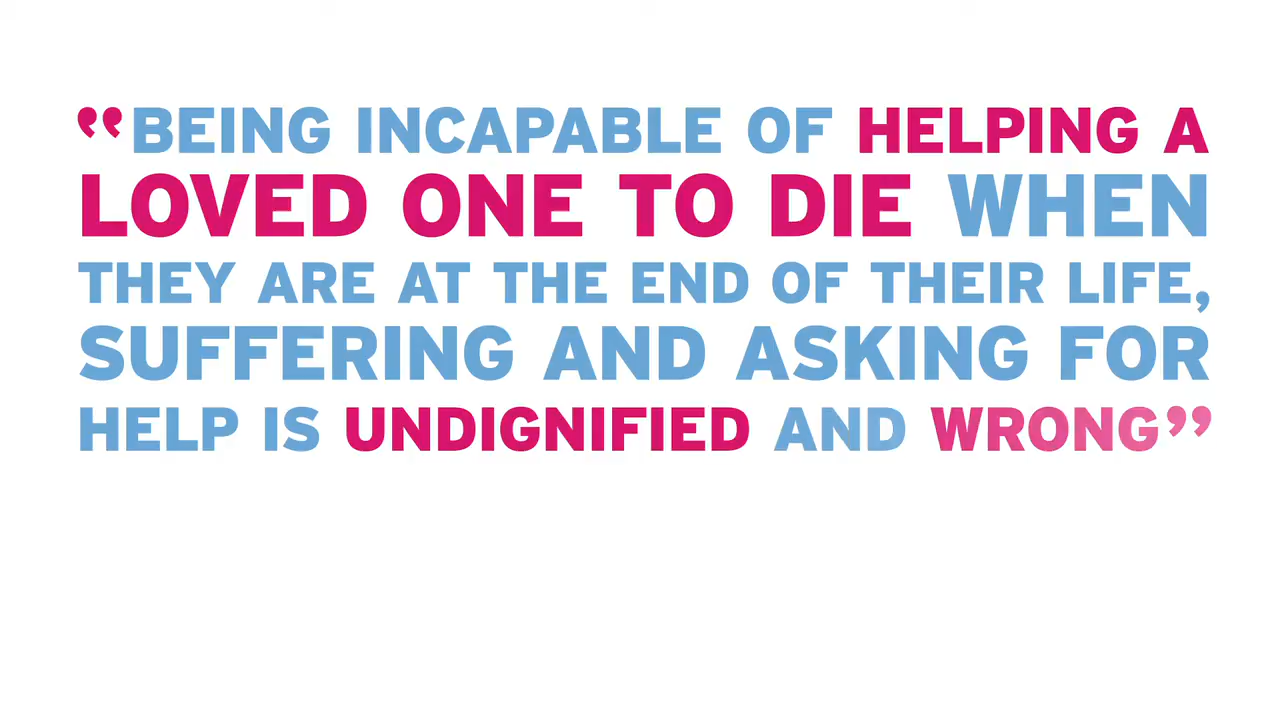 “BEING INCAPABLE OF HELPING A
LOVED ONE TO DIE WHEN
THEY ARE AT THE END OF THEIR LIFE,
SUFFERING AND ASKING FOR
HELP IS UNDIGNIFIED AND WRONG”